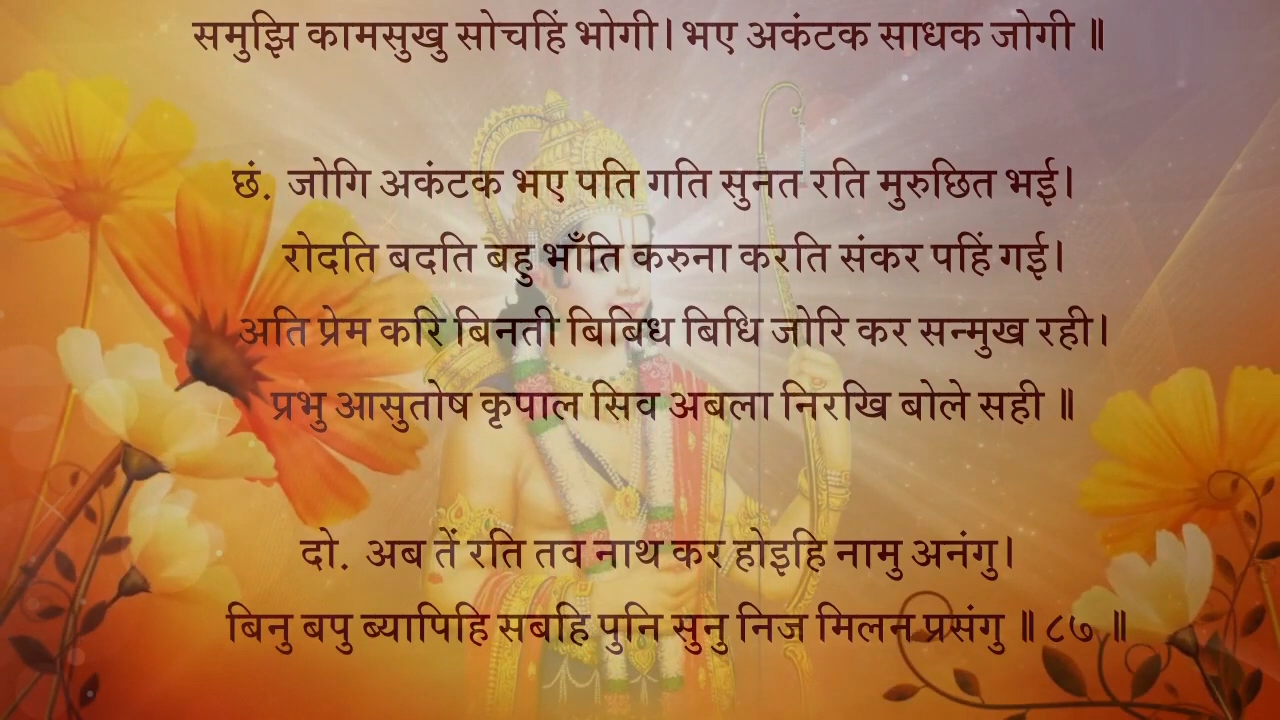 समुझि कामसुखु सोचहिं भोगी। भए अकंटक साधक जोगी ॥
छं. जोगि अकंटक भए पति गति सुनत रति मुरुछित भई।
रोदति बदति बहु भाँति करुना करति संकर पहिं गई।
अति प्रेम करि बिनती बिबिध बिधि जोरि कर सन्मुख रही।
प्रभु आसुतोष कृपाल सिव अबला निरखि बोले सही ॥
दो. अब तें रति तव नाथ कर होइहि नामु अनंगु।
बिनु बपु ब्यापिहि सबहि पुनि सुनु निज मिलन प्रसंगु ॥ ८७ ॥